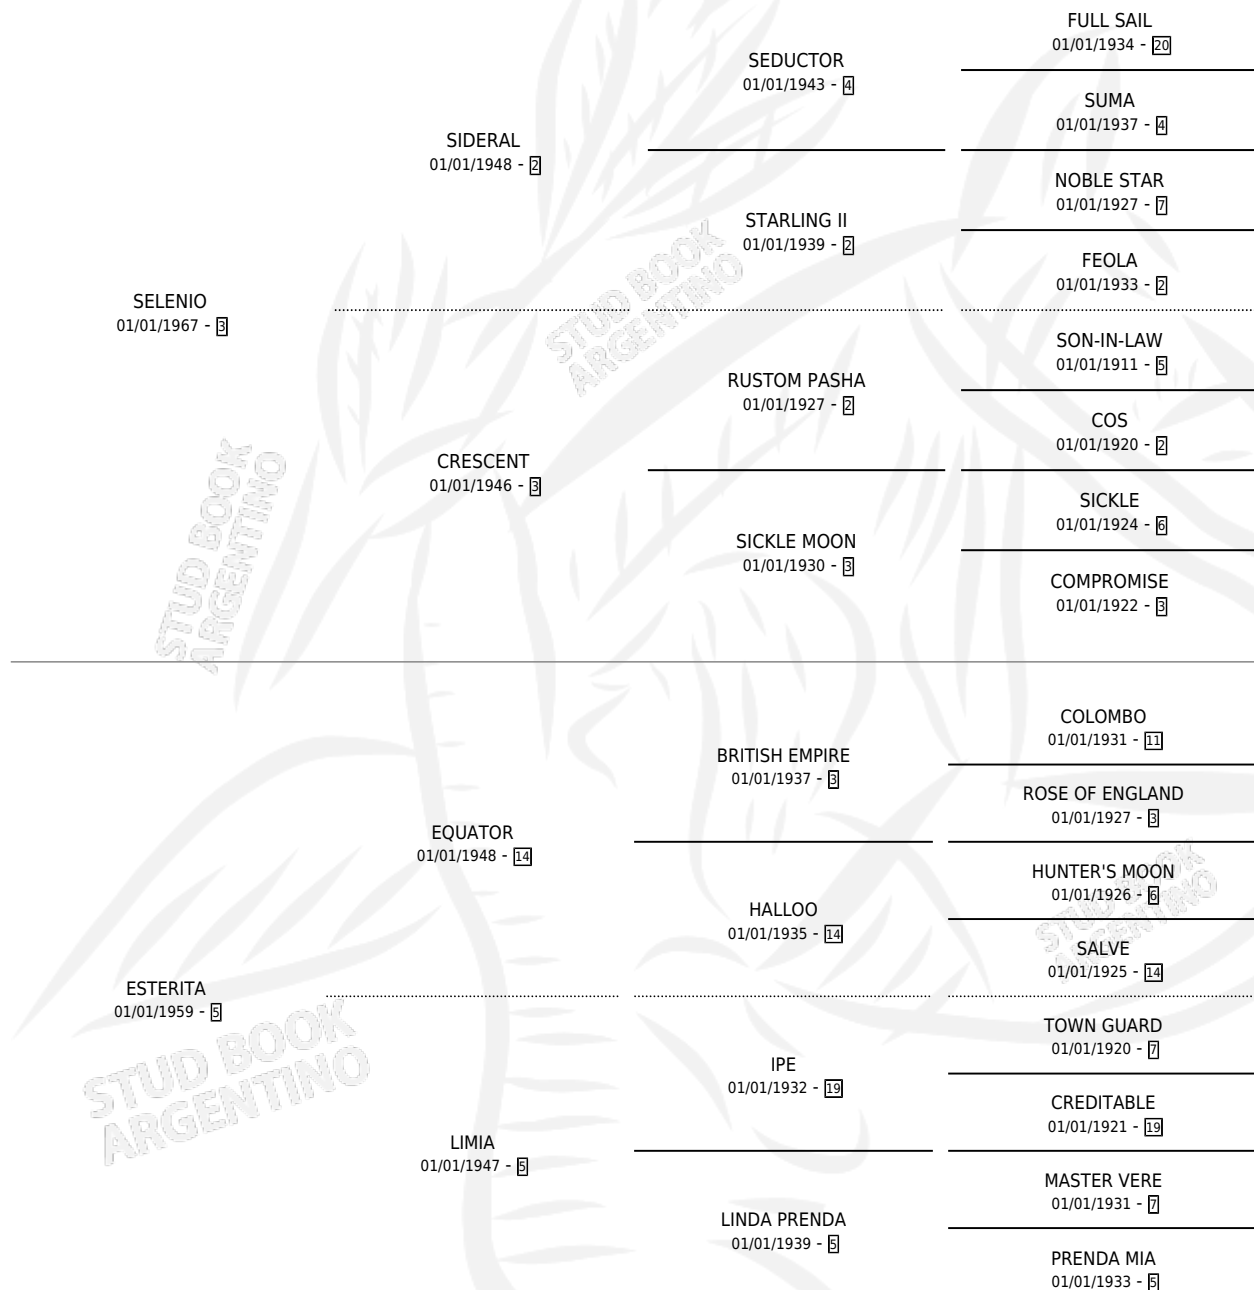 FULL SAIL
01/01/1934 - 20
SEDUCTOR
01/01/1943 - 4
SUMA
01/01/1937 - 4
SIDERAL
01/01/1948 - 2
NOBLE STAR
01/01/1927 - 7
STARLING II
01/01/1939 - 2
FEOLA
01/01/1933 - 2
SELENIO
01/01/1967 - 3
SON-IN-LAW
01/01/1911 - 5
RUSTOM PASHA
01/01/1927 - 2
COS
01/01/1920 - 2
CRESCENT
01/01/1946 - 3
SICKLE
01/01/1924 - 6
SICKLE MOON
01/01/1930 - 3
COMPROMISE
01/01/1922 - 3
COLOMBO
01/01/1931 - 11
BRITISH EMPIRE
01/01/1937 - 3
ROSE OF ENGLAND
01/01/1927 - 3
EQUATOR
01/01/1948 - 14
HUNTER'S MOON
01/01/1926 - 6
HALLOO
01/01/1935 - 14
SALVE
01/01/1925 - 14
ESTERITA
01/01/1959 - 5
TOWN GUARD
01/01/1920 - 7
IPE
01/01/1932 - 19
CREDITABLE
01/01/1921 - 19
LIMIA
01/01/1947 - 5
MASTER VERE
01/01/1931 - 7
LINDA PRENDA
01/01/1939 - 5
PRENDA MIA
01/01/1933 - 5
STUD BOOK
ARGENTINO
STUD BOOK
ARGENTINO
STUD BOOK
ARGENTINO
STUD BOOK
ARGENTINO